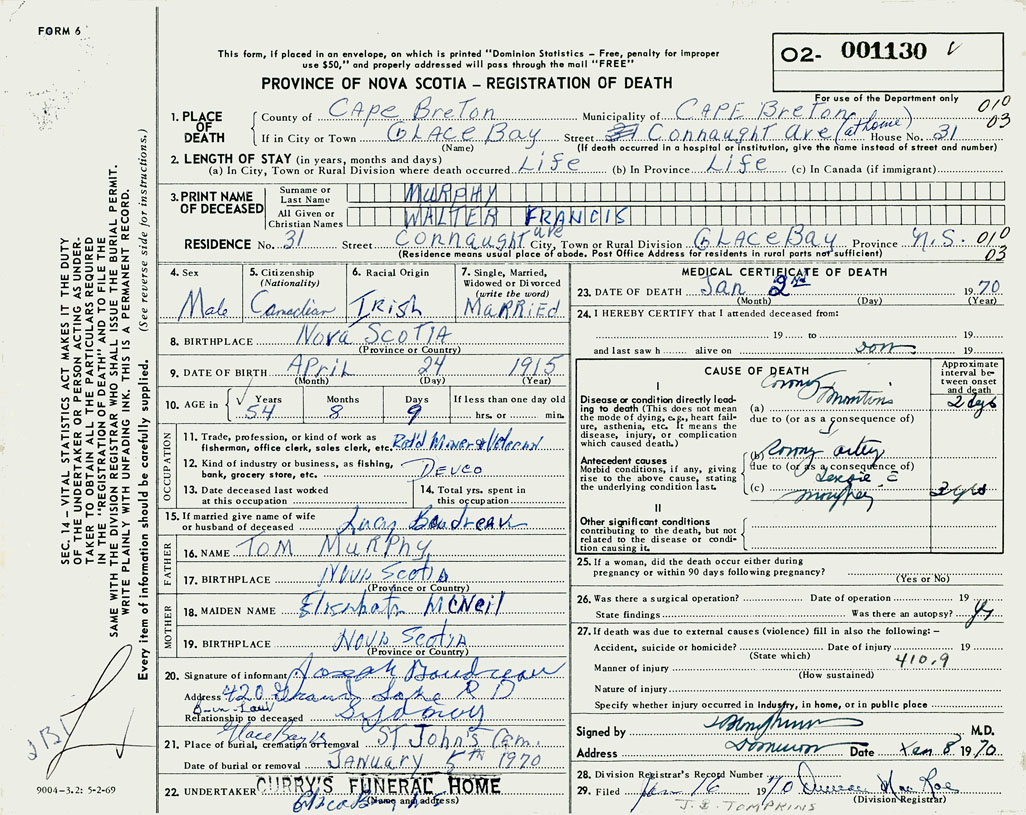 FORM 6
This form, if placed in an envelope, on which is printed "Dominion Statistics – Free, penalty for improper
use $50," and properly addressed will pass through the mail "FREE"
PROVINCE OF NOVA SCOTIA – REGISTRATION OF DEATH
O2- 001130
For use of the Department only
010
03
1. PLACE OF DEATH
County of CAPE BRETON Municipality of CAPE BRETON
If in City or Town GLACE BAY Street 31 Connaught Ave (at home) House No. 31
(Name) (If death occurred in a hospital or institution, give the name instead of street and number)
2. LENGTH OF STAY (in years, months and days)
(a) In City, Town or Rural Division where death occurred Life (b) In Province Life (c) In Canada (if immigrant)
3. PRINT NAME OF DECEASED
Surname or Last Name MURPHY
All Given or Christian Names WALTER FRANCIS
RESIDENCE No. 31 Street Connaught ave City, Town or Rural Division GLACE BAY Province N.S. 010
03
(Residence means usual place of abode. Post Office Address for residents in rural parts not sufficient)
4. Sex Male
5. Citizenship (Nationality) Canadian
6. Racial Origin IRISH
7. Single, Married, Widowed or Divorced (write the word) MARRIED
8. BIRTHPLACE NOVA SCOTIA
(Province or Country)
9. DATE OF BIRTH April 24 1915
(Month) (Day) (Year)
10. AGE in Years 54 Months 8 Days 9 If less than one day old hrs. or min.
OCCUPATION
11. Trade, profession, or kind of work as
fisherman, office clerk, sales clerk, etc. Ret'd Miner & Veteran
12. Kind of industry or business, as fishing,
bank, grocery store, etc. DEVCO
13. Date deceased last worked
at this occupation
14. Total yrs. spent in
this occupation
15. If married give name of wife
or husband of deceased Lucy Boudreau
FATHER
16. NAME TOM MURPHY
17. BIRTHPLACE NOVA SCOTIA
(Province or Country)
MOTHER
18. MAIDEN NAME Elizabeth McNeil
19. BIRTHPLACE NOVA SCOTIA
(Province or Country)
20. Signature of informant Joseph Boudreau
Address 420 Grand Lake RD
B-in-Law Sydney
Relationship to deceased
Glace Bay
21. Place of burial, cremation or removal ST John's Cem.
Date of burial or removal JANUARY 5th 1970
22. UNDERTAKER CURRY'S FUNERAL HOME
(Name and address)
Glace Bay N.S.
MEDICAL CERTIFICATE OF DEATH
23. DATE OF DEATH Jan 2nd 1970
(Month) (Day) (Year)
24. I HEREBY CERTIFY that I attended deceased from:
19 to 19
and last saw h alive on 19
CAUSE OF DEATH
Approximate interval between onset and death
I
Disease or condition directly leading to death (This does not mean the mode of dying, e.g., heart failure, asthenia, etc. It means the disease, injury, or complication which caused death.)
(a) Coronary 2 days
due to (or as a consequence of)
Antecedent causes
Morbid conditions, if any, giving rise to the above cause, stating the underlying condition last.
(b) Coronary artery
due to (or as a consequence of)
(c)
II
Other significant conditions
contributing to the death, but not
related to the disease or condition causing it.
25. If a woman, did the death occur either during
pregnancy or within 90 days following pregnancy?
(Yes or No)
26. Was there a surgical operation? Date of operation 19
State findings Was there an autopsy?
27. If death was due to external causes (violence) fill in also the following: –
Accident, suicide or homicide? Date of injury 19
(State which)
410.9
Manner of injury
(How sustained)
Nature of injury
Specify whether injury occurred in industry, in home, or in public place
Signed by M.D.
Address Dominion Date Jan 8 1970
28. Division Registrar's Record Number
29. Filed Jan 16 1970 Duncan MacRae
(Division Registrar)
J.E. TOMPKINS
SEC. 14 – VITAL STATISTICS ACT MAKES IT THE DUTY
OF THE UNDERTAKER OR PERSON ACTING AS UNDER-
TAKER TO OBTAIN ALL THE PARTICULARS REQUIRED
IN THE "REGISTRATION OF DEATH" AND TO FILE THE
SAME WITH THE DIVISION REGISTRAR WHO SHALL ISSUE THE BURIAL PERMIT.
WRITE PLAINLY WITH UNFADING INK. THIS IS A PERMANENT RECORD.
Every item of information should be carefully supplied. (See reverse side for instructions.)
9004–3.2: 5-2-69